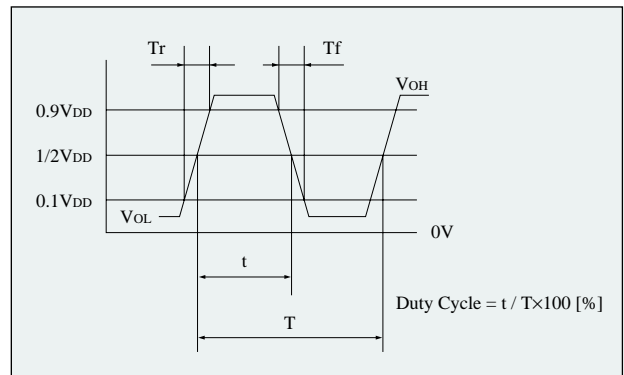 Tr
Tf
VOH
0.9VDD
1/2VDD
0.1VDD
VOL
0V
t
Duty Cycle = t / T×100 [%]
T